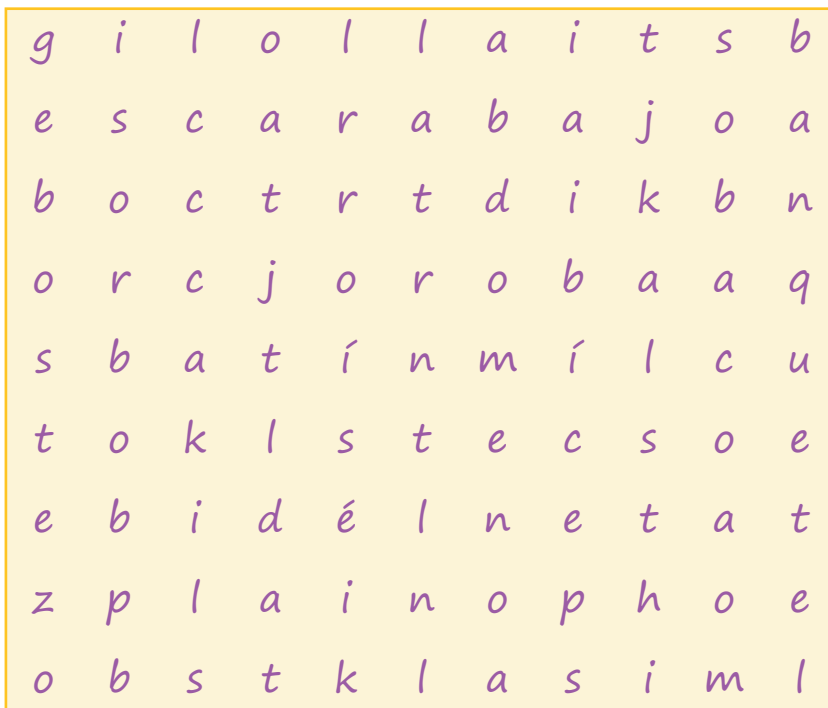 g i l o l l a i t s b
e s c a r a b a j o a
b o c t r t d i k b n
o r c j o r o b a a q
s b a t í n m í l c u
t o k l s t e c s o e
e b i d é l n e t a t
z p l a i n o p h o e
o b s t k l a s i m l